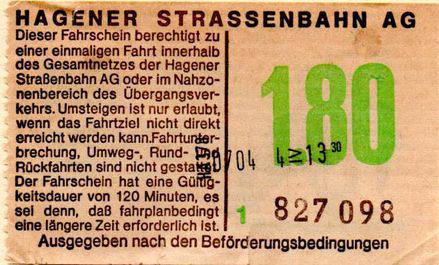 HAGENER STRASSENBAHN AG
Dieser Fahrschein berechtigt zu
einer einmaligen Fahrt innerhalb
des Gesamtnetzes der Hagener
Straßenbahn AG oder im Nahzo-
nenbereich des Übergangsver-
kehrs. Umsteigen ist nur erlaubt,
wenn das Fahrtziel nicht direkt
erreicht werden kann.Fahrtunter-
brechung, Umweg-, Rund-
Rückfahrten sind nicht gestattet
Der Fahrschein hat eine Gültig-
keitsdauer von 120 Minuten, es
sei denn, daß fahrplanbedingt
eine längere Zeit erforderlich ist.
180
0704 4≥13 30
1 827 098
Ausgegeben nach den Beförderungsbedingungen